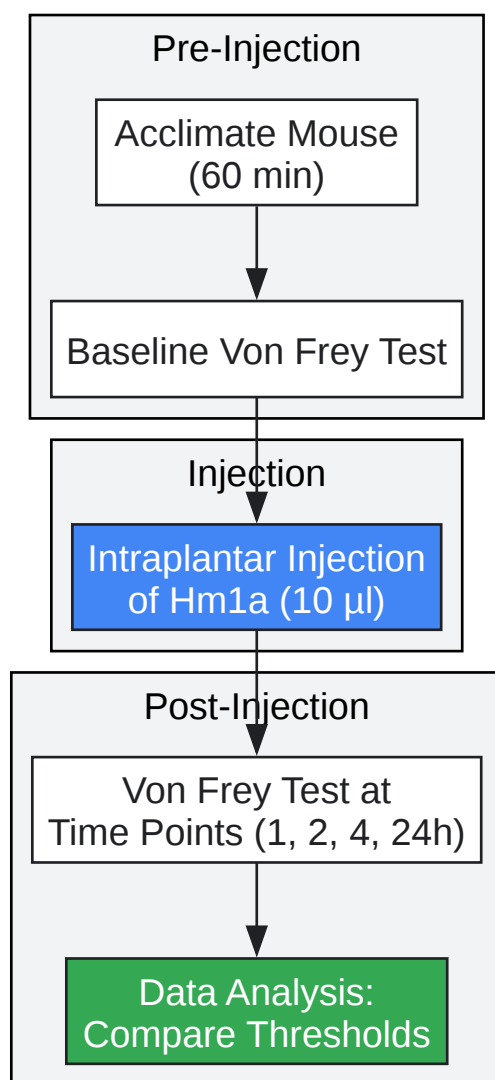 Pre-Injection
Acclimate Mouse
(60 min)
Baseline Von Frey Test
Injection
Intraplantar Injection
of Hm1a (10 µl)
Post-Injection
Von Frey Test at
Time Points (1, 2, 4, 24h)
Data Analysis:
Compare Thresholds